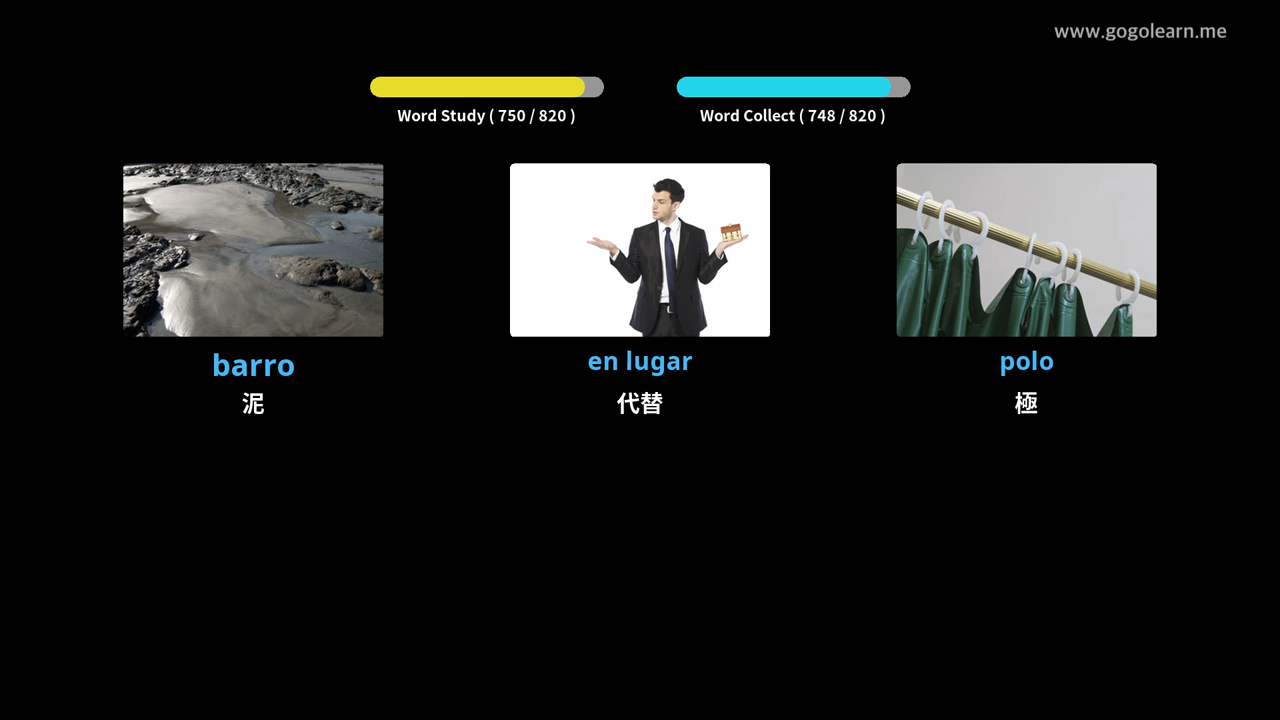 www.gogolearn.me
Word Study ( 750 / 820 )
Word Collect ( 748 / 820 )
barro
泥
en lugar
代替
polo
極